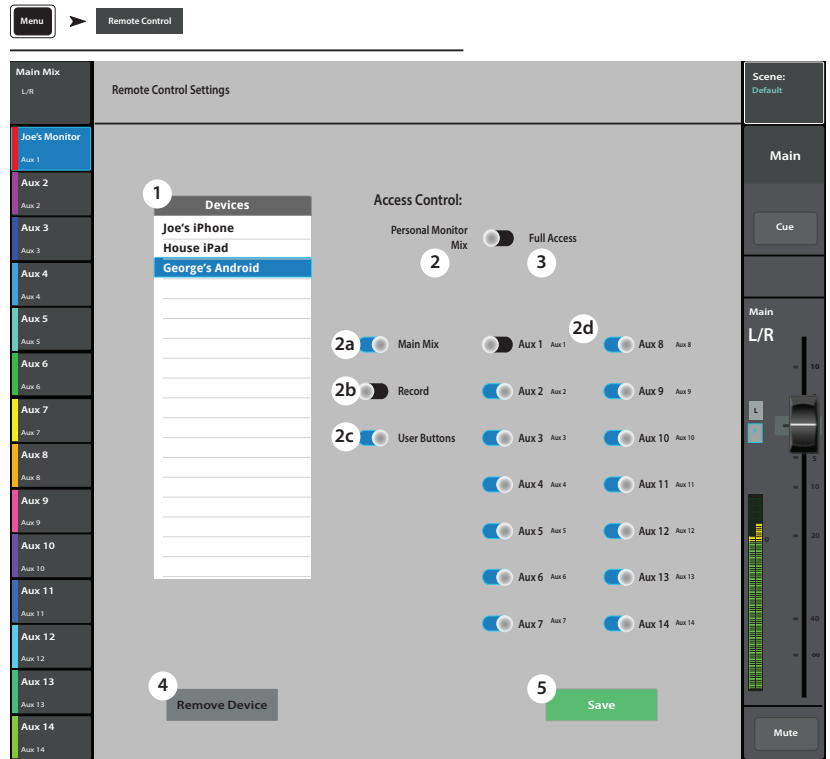 Menu
Remote Control
Main Mix
L/R
Joe's Monitor
Aux 1
Aux 2
Aux 2
Aux 3
Aux 3
Aux 4
Aux 4
Aux 5
Aux 5
Aux 6
Aux 6
Aux 7
Aux 7
Aux 8
Aux 8
Aux 9
Aux 9
Aux 10
Aux 10
Aux 11
Aux 11
Aux 12
Aux 12
Aux 13
Aux 13
Aux 14
Aux 14
Remote Control Settings
1
Devices
Joe's iPhone
House iPad
George's Android
Access Control:
Personal Monitor
Mix
Full Access
2
3
2a
Main Mix
2b
Record
2c
User Buttons
2d
Aux 1 Aux 1
Aux 2 Aux 2
Aux 3 Aux 3
Aux 4 Aux 4
Aux 5 Aux 5
Aux 6 Aux 6
Aux 7 Aux 7
Aux 8 Aux 8
Aux 9 Aux 9
Aux 10 Aux 10
Aux 11 Aux 11
Aux 12 Aux 12
Aux 13 Aux 13
Aux 14 Aux 14
4
Remove Device
5
Save
Scene:
Default
Main
Cue
Main
L/R
10
L
5
10
0
20
40
∞
Mute